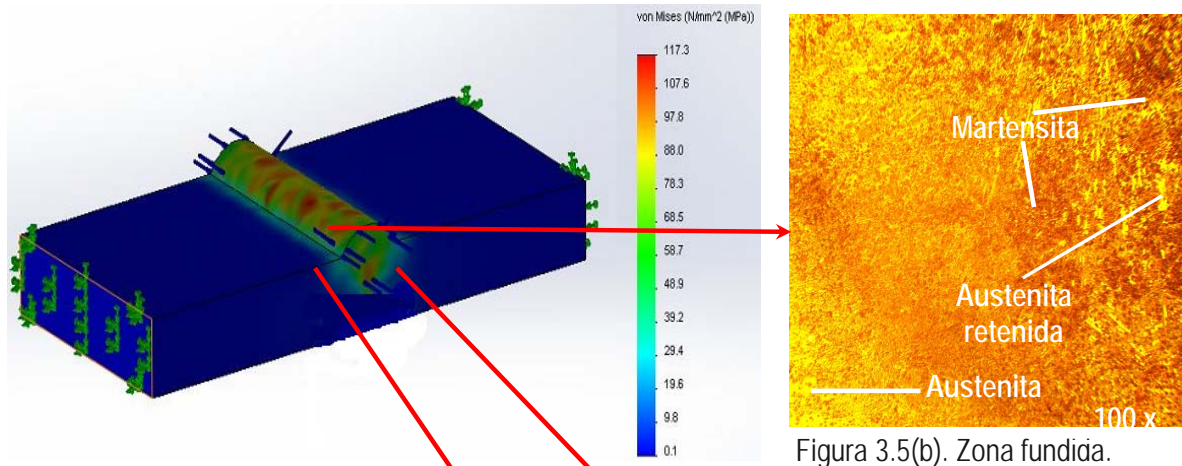 von Mises (N/mm^2 (MPa))
117.3
107.6
97.8
88.0
78.3
68.5
58.7
48.9
39.2
29.4
19.6
9.8
0.1
Martensita
Austenita
retenida
Austenita
100 x
Figura 3.5(b). Zona fundida.